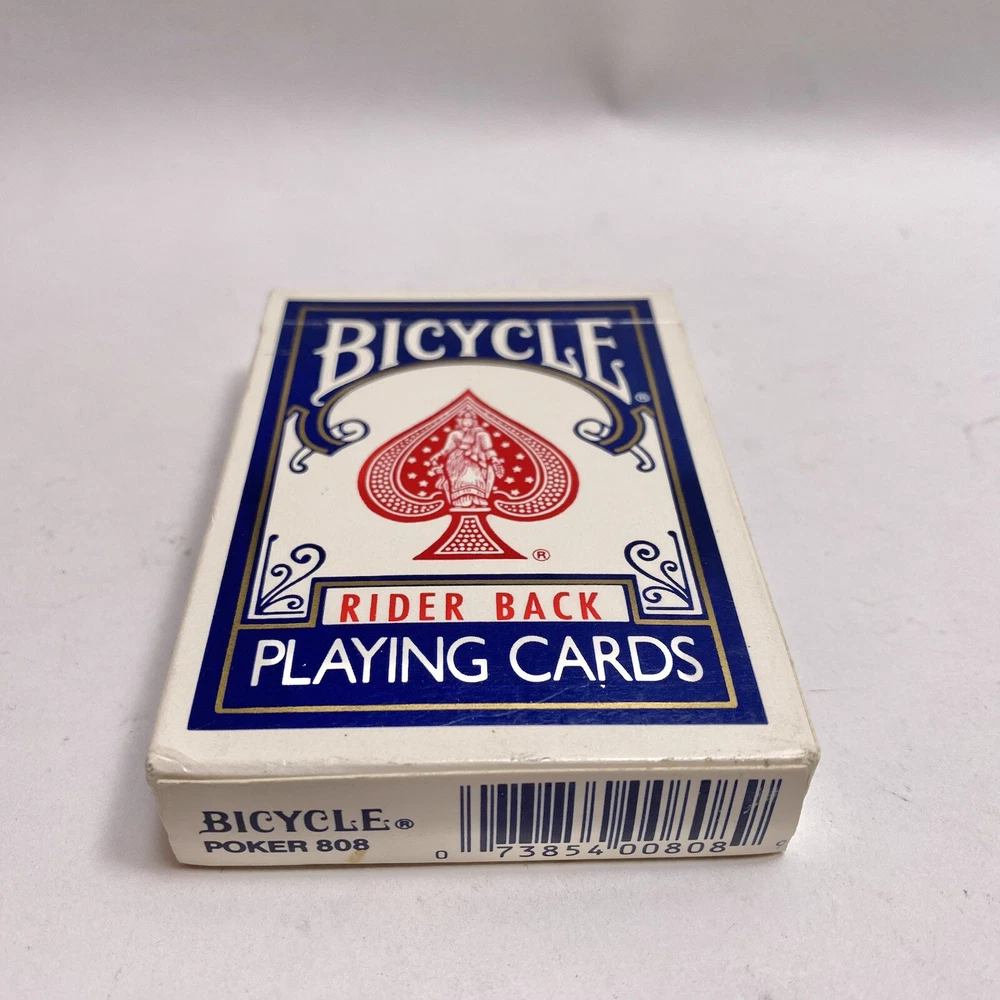 BICYCLE®
®
RIDER BACK
PLAYING CARDS
BICYCLE®
POKER 808
0 73854 00808